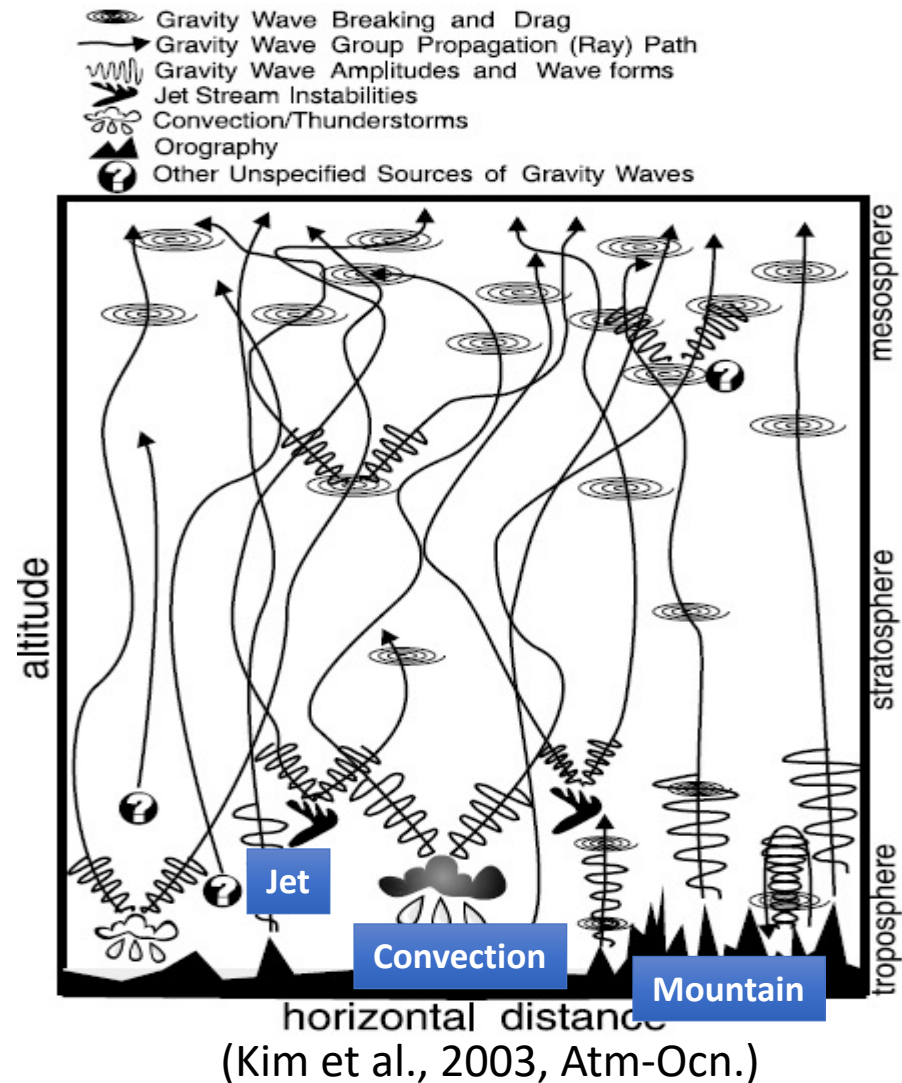 Gravity Wave Breaking and Drag
Gravity Wave Group Propagation (Ray) Path
Gravity Wave Amplitudes and Wave forms
Jet Stream Instabilities
Convection/Thunderstorms
Orography
? Other Unspecified Sources of Gravity Waves
mesosphere
?
altitude
stratosphere
?
?
Jet
troposphere
Convection
Mountain
horizontal distance
(Kim et al., 2003, Atm-Ocn.)